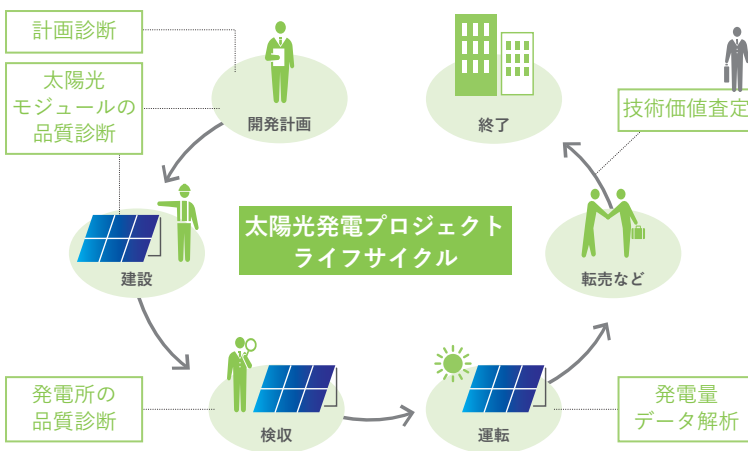 計画診断
太陽光
モジュールの
品質診断
開発計画
終了
技術価値査定
太陽光発電プロジェクト
ライフサイクル
建設
転売など
発電所の
品質診断
検収
運転
発電量
データ解析